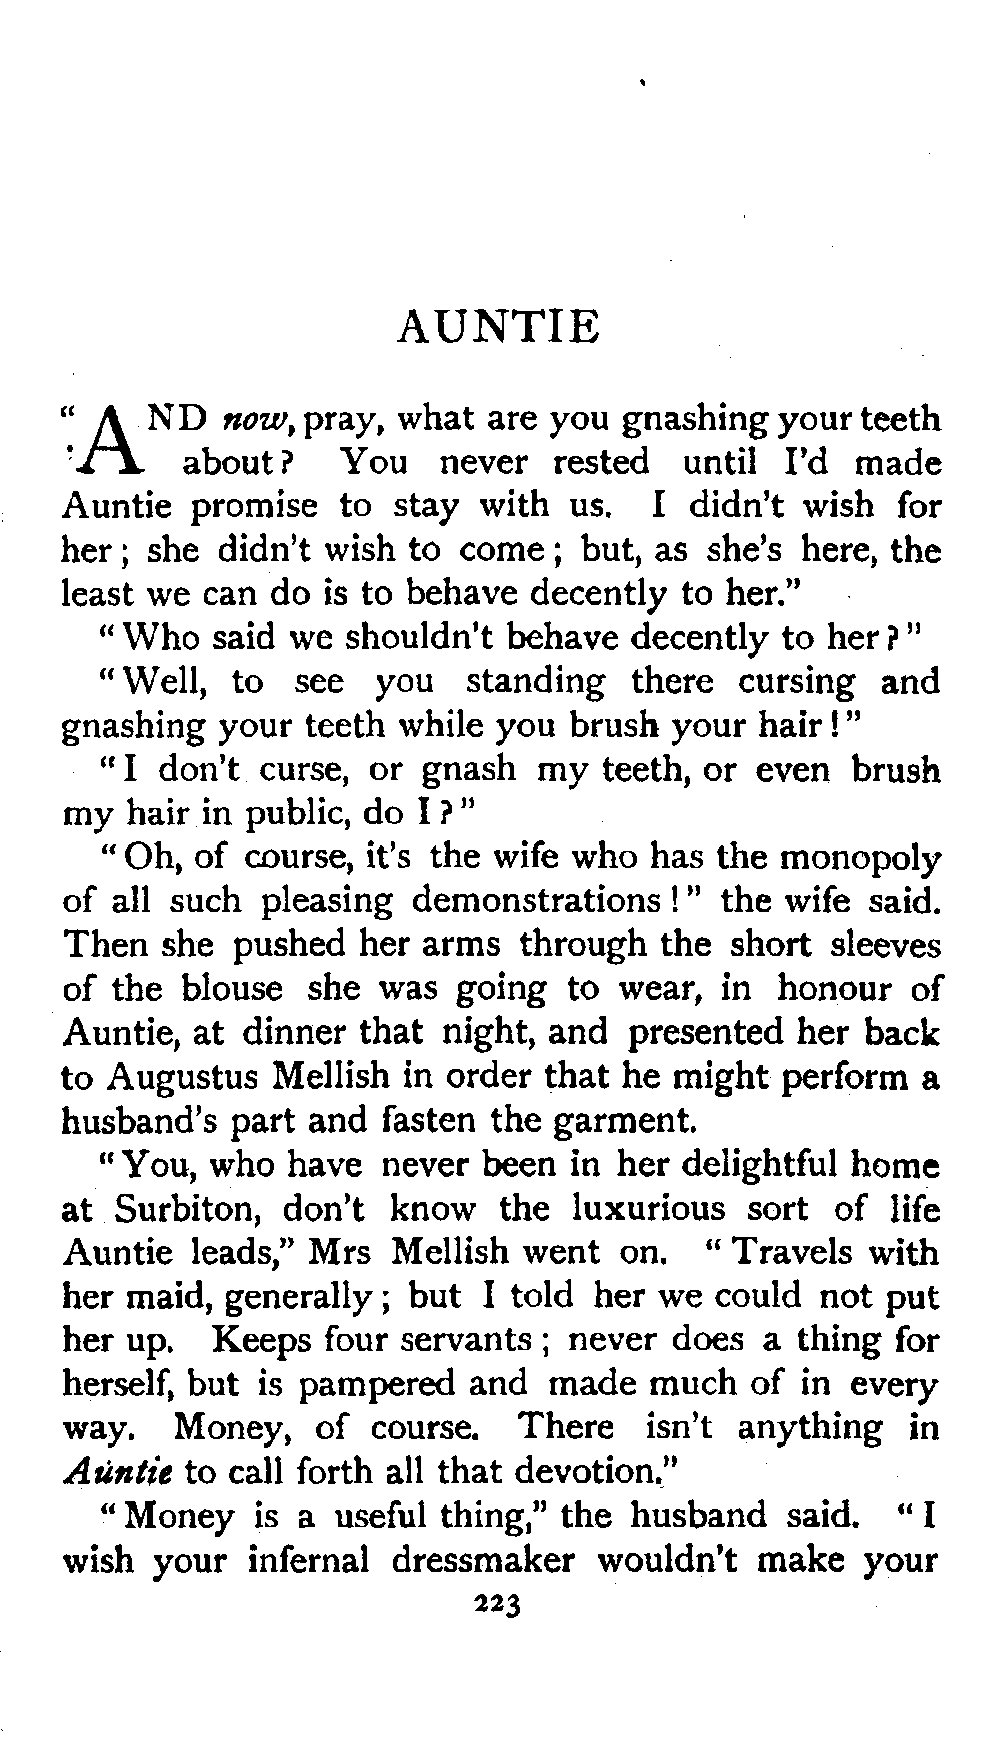 AUNTIE
"AND now, pray, what are you gnashing your teeth
about? You never rested until I'd made
Auntie promise to stay with us. I didn't wish for
her; she didn't wish to come; but, as she's here, the
least we can do is to behave decently to her."
"Who said we shouldn't behave decently to her?"
"Well, to see you standing there cursing and
gnashing your teeth while you brush your hair!"
"I don't curse, or gnash my teeth, or even brush
my hair in public, do I?"
"Oh, of course, it's the wife who has the monopoly
of all such pleasing demonstrations!" the wife said.
Then she pushed her arms through the short sleeves
of the blouse she was going to wear, in honour of
Auntie, at dinner that night, and presented her back
to Augustus Mellish in order that he might perform a
husband's part and fasten the garment.
"You, who have never been in her delightful home
at Surbiton, don't know the luxurious sort of life
Auntie leads," Mrs Mellish went on. "Travels with
her maid, generally; but I told her we could not put
her up. Keeps four servants; never does a thing for
herself, but is pampered and made much of in every
way. Money, of course. There isn't anything in
Auntie to call forth all that devotion."
"Money is a useful thing," the husband said. "I
wish your infernal dressmaker wouldn't make your
223